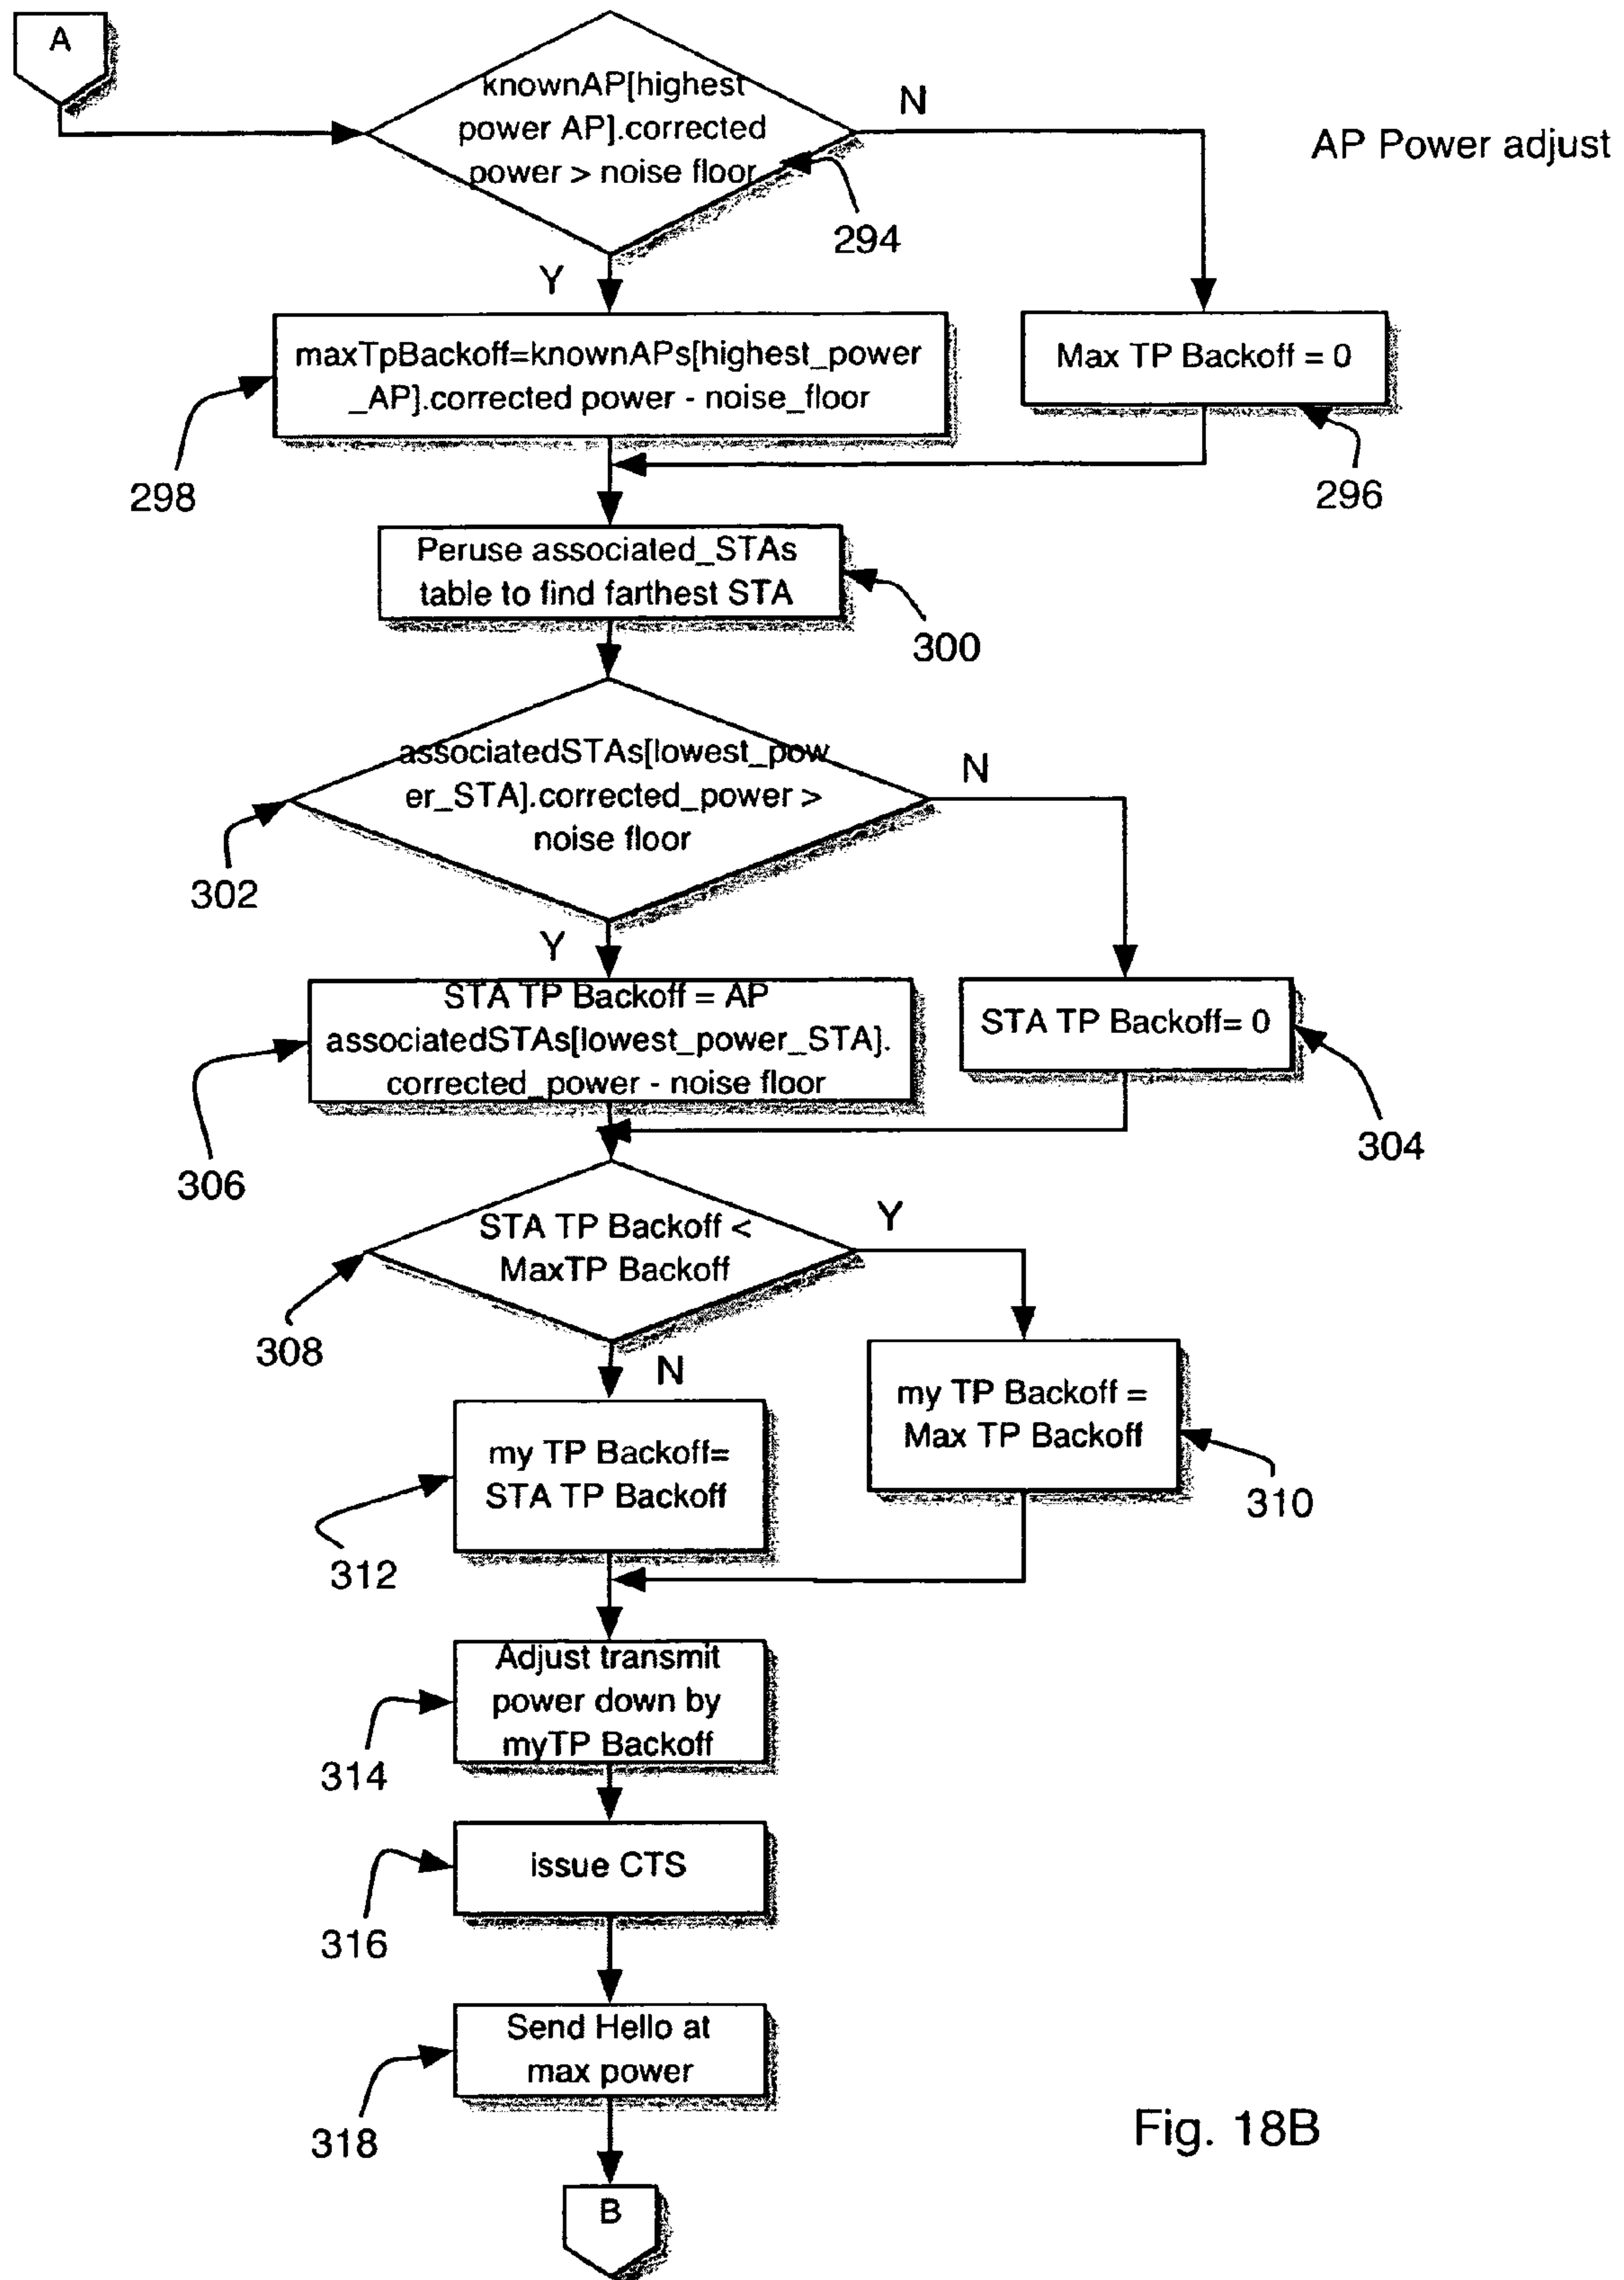 A
knownAP[highest
power AP].corrected
power > noise floor
N
AP Power adjust
294
Y
maxTpBackoff=knownAPs[highest_power
_AP].corrected power - noise_floor
Max TP Backoff = 0
298
296
Peruse associated_STAs
table to find farthest STA
300
associatedSTAs[lowest_pow
er_STA].corrected_power >
noise floor
N
302
Y
STA TP Backoff = AP
associatedSTAs[lowest_power_STA].
corrected_power - noise floor
STA TP Backoff= 0
304
306
STA TP Backoff <
MaxTP Backoff
Y
308
N
my TP Backoff =
Max TP Backoff
my TP Backoff=
STA TP Backoff
310
312
Adjust transmit
power down by
myTP Backoff
314
issue CTS
316
Send Hello at
max power
318
Fig. 18B
B